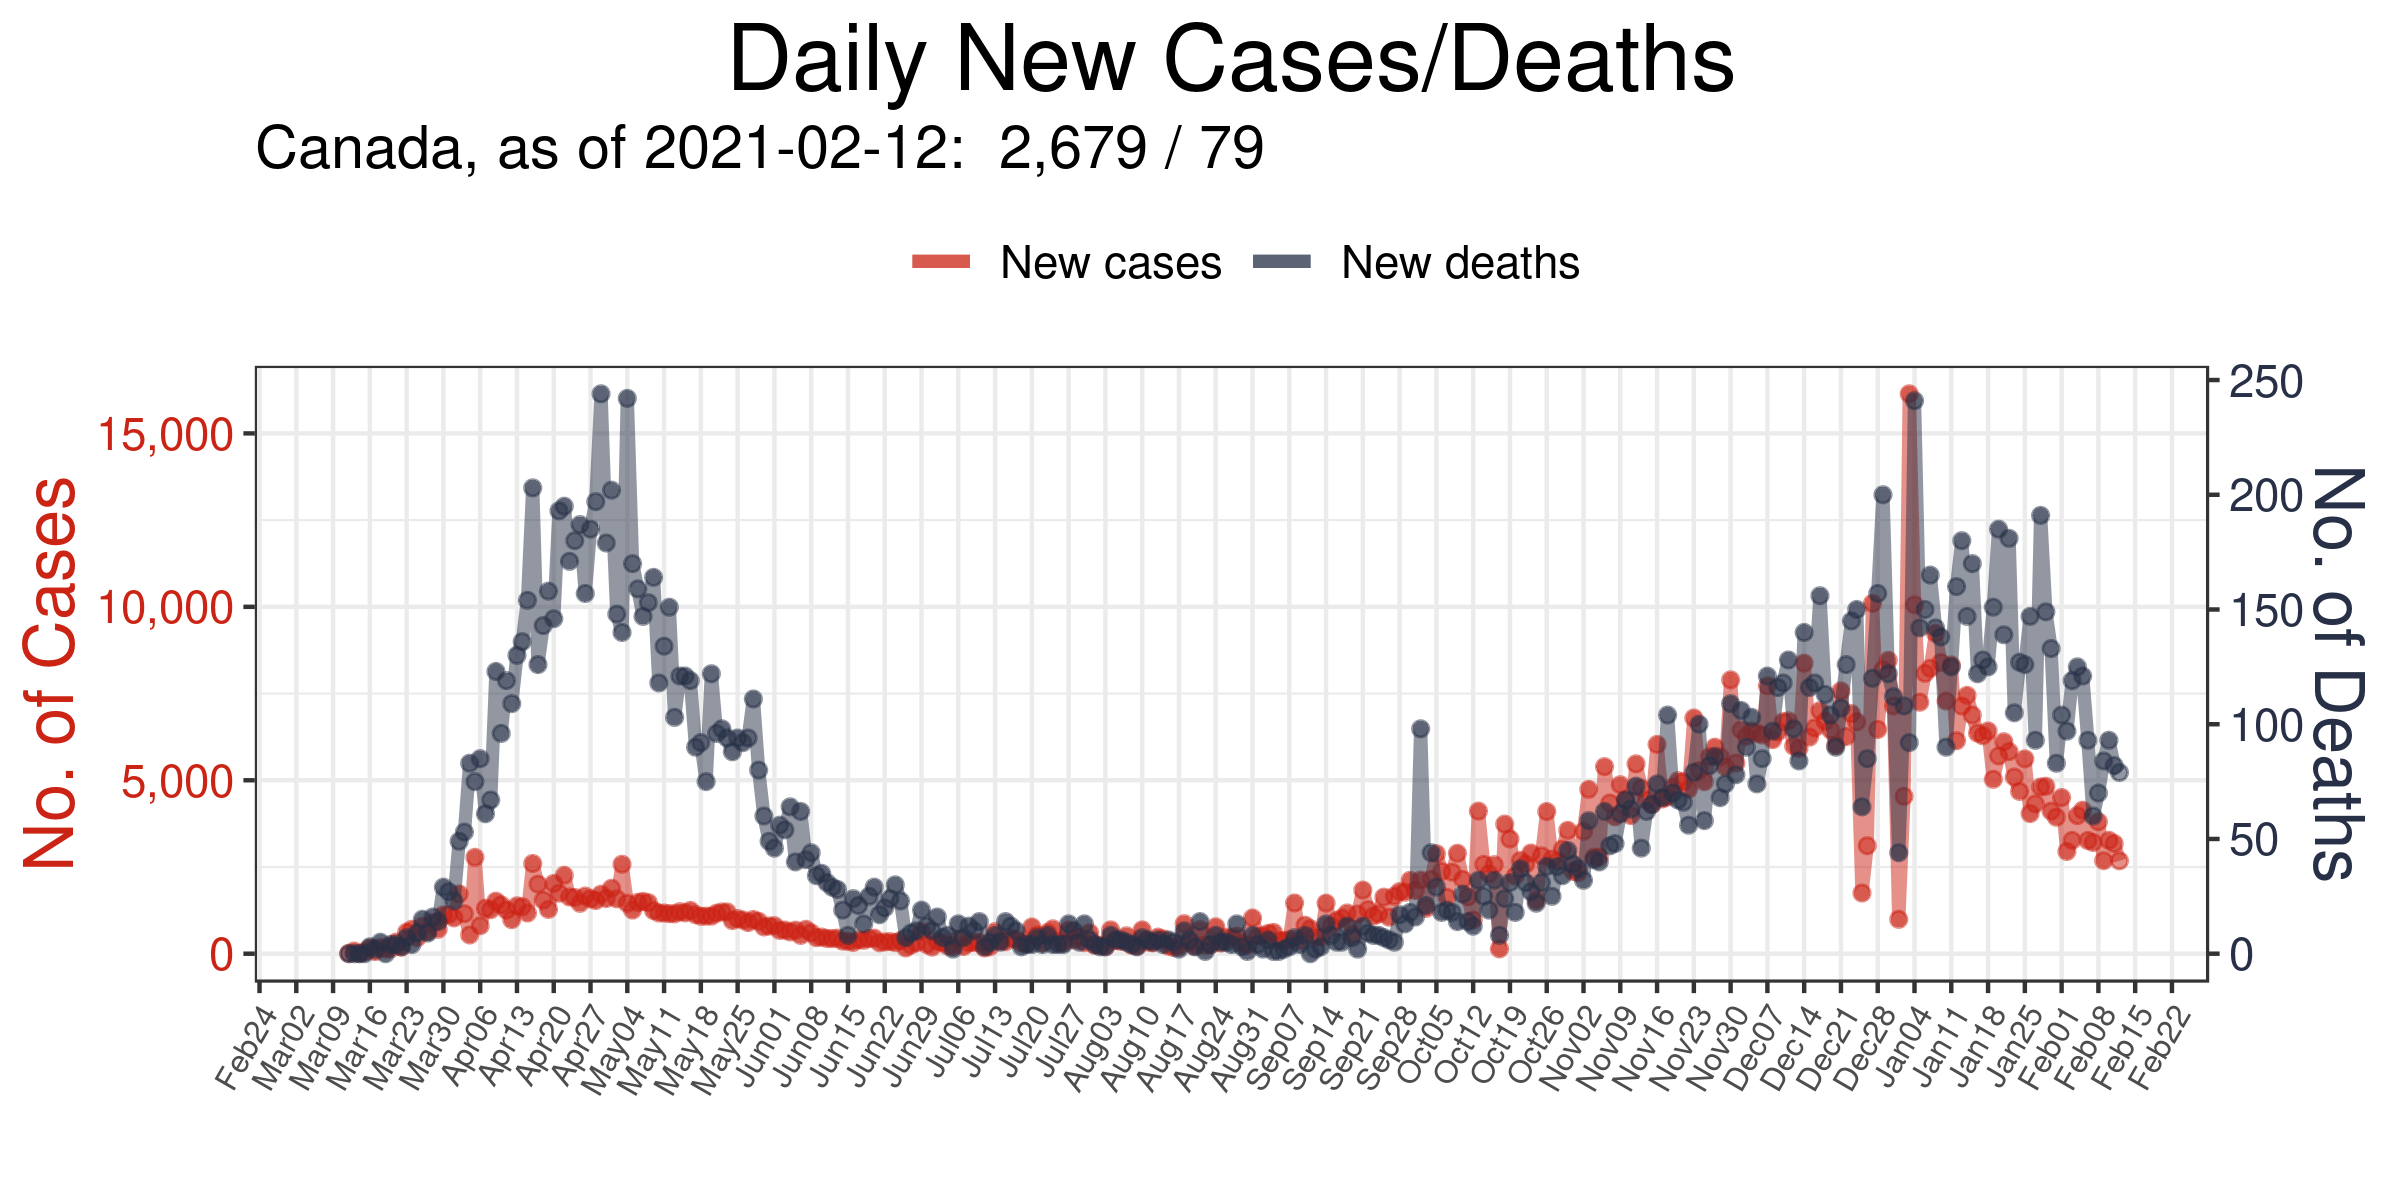 Daily New Cases/Deaths
Canada, as of 2021-02-12:  2,679 / 79
New cases
New deaths
No. of Cases
15,000
10,000
5,000
0
250
200
150
100
50
0
No. of Deaths
Feb24
Mar02
Mar09
Mar16
Mar23
Mar30
Apr06
Apr13
Apr20
Apr27
May04
May11
May18
May25
Jun01
Jun08
Jun15
Jun22
Jun29
Jul06
Jul13
Jul20
Jul27
Aug03
Aug10
Aug17
Aug24
Aug31
Sep07
Sep14
Sep21
Sep28
Oct05
Oct12
Oct19
Oct26
Nov02
Nov09
Nov16
Nov23
Nov30
Dec07
Dec14
Dec21
Dec28
Jan04
Jan11
Jan18
Jan25
Feb01
Feb08
Feb15
Feb22